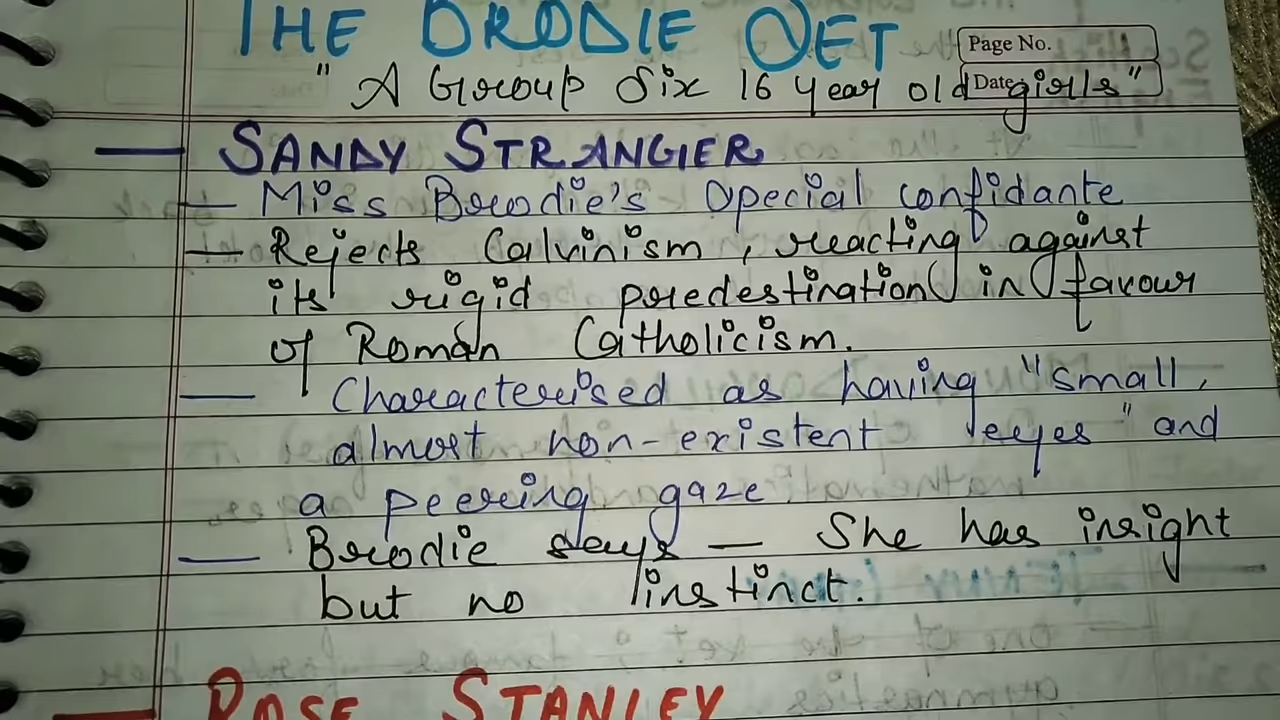 THE BRODIE SET
Page No.
" A Group Six 16 year old girls "
Date
— SANDY STRANGER
— Miss Brodie's special confidante
— Rejects Calvinism, reacting against
its rigid predestination in favour
of Roman Catholicism.
— Characterised as having "small,
almost non-existent eyes" and
a peering gaze
— Brodie says — She has insight
but no instinct.
— ROSE STANLEY